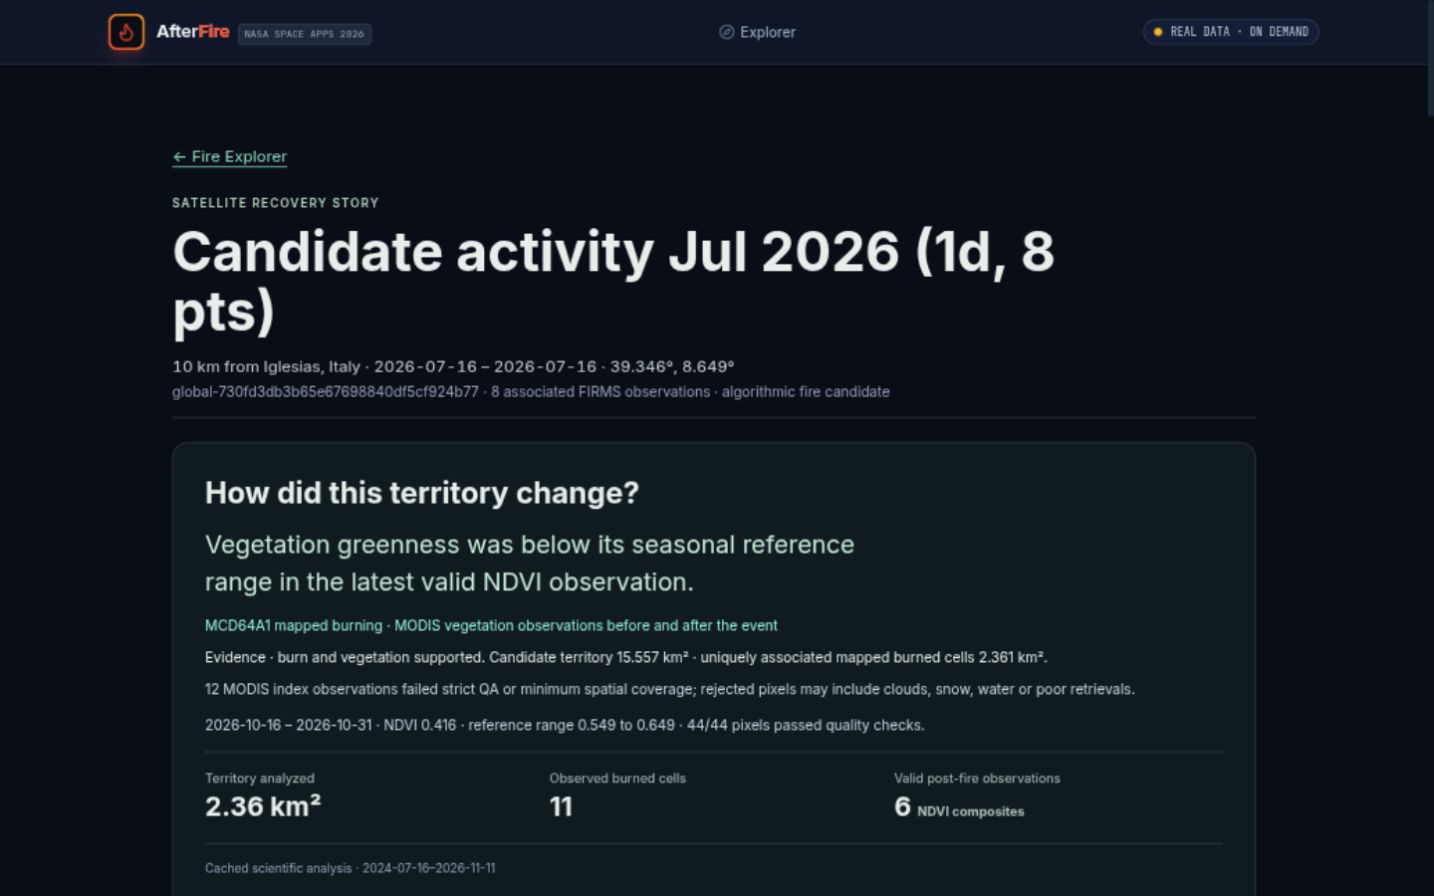 AfterFire NASA SPACE APPS 2026 Explorer REAL DATA · ON DEMAND
← Fire Explorer
SATELLITE RECOVERY STORY
Candidate activity Jul 2026 (1d, 8
pts)
10 km from Iglesias, Italy · 2026-07-16 – 2026-07-16 · 39.346°, 8.649°
global-730fd3db3b65e67698840df5cf924b77 · 8 associated FIRMS observations · algorithmic fire candidate
How did this territory change?
Vegetation greenness was below its seasonal reference
range in the latest valid NDVI observation.
MCD64A1 mapped burning · MODIS vegetation observations before and after the event
Evidence · burn and vegetation supported. Candidate territory 15.557 km² · uniquely associated mapped burned cells 2.361 km².
12 MODIS index observations failed strict QA or minimum spatial coverage; rejected pixels may include clouds, snow, water or poor retrievals.
2026-10-16 – 2026-10-31 · NDVI 0.416 · reference range 0.549 to 0.649 · 44/44 pixels passed quality checks.
Territory analyzed Observed burned cells Valid post-fire observations
2.36 km² 11 6 NDVI composites
Cached scientific analysis · 2024-07-16–2026-11-11